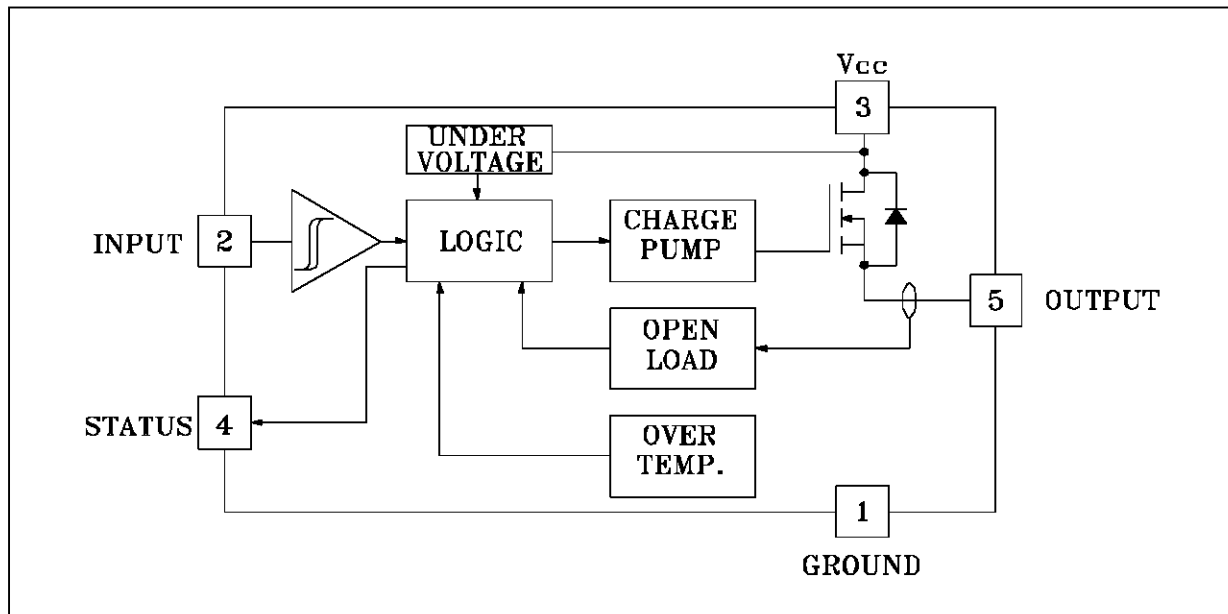 Vcc
3
UNDER
VOLTAGE
INPUT
2
LOGIC
CHARGE
PUMP
5
OUTPUT
OPEN
LOAD
STATUS
4
OVER
TEMP.
1
GROUND